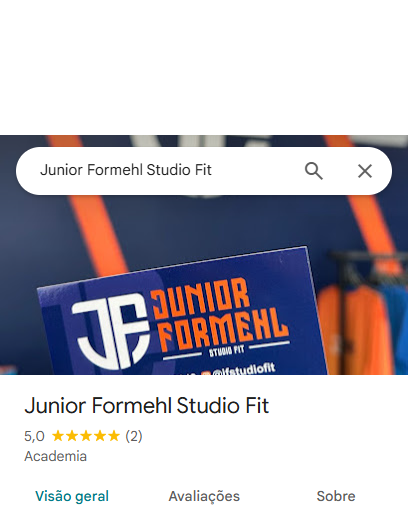 Junior Formehl Studio Fit
JF
JUNIOR
FORMEHL
STUDIO FIT
@jfstudiofit
Junior Formehl Studio Fit
5,0 ★★★★★ (2)
Academia
Visão geral Avaliações Sobre